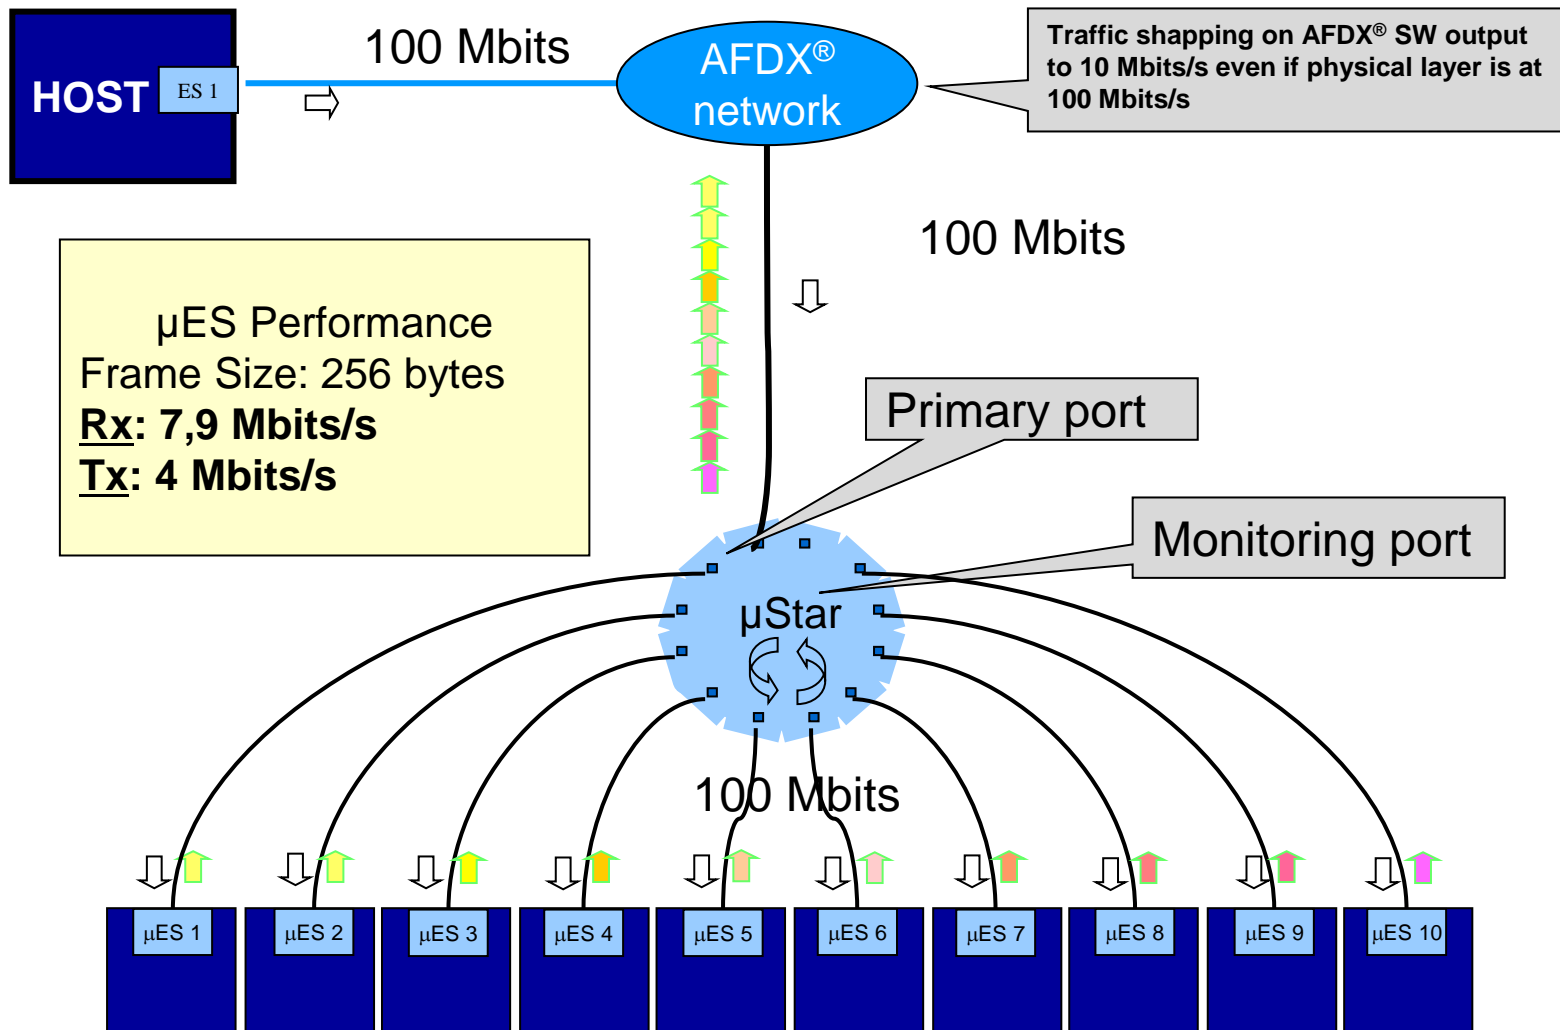 HOST
ES 1
100 Mbits
AFDX®
network
Traffic shapping on AFDX® SW output
to 10 Mbits/s even if physical layer is at
100 Mbits/s
100 Mbits
µES Performance
Frame Size: 256 bytes
Rx: 7,9 Mbits/s
Tx: 4 Mbits/s
Primary port
Monitoring port
µStar
100 Mbits
µES 1
µES 2
µES 3
µES 4
µES 5
µES 6
µES 7
µES 8
µES 9
µES 10